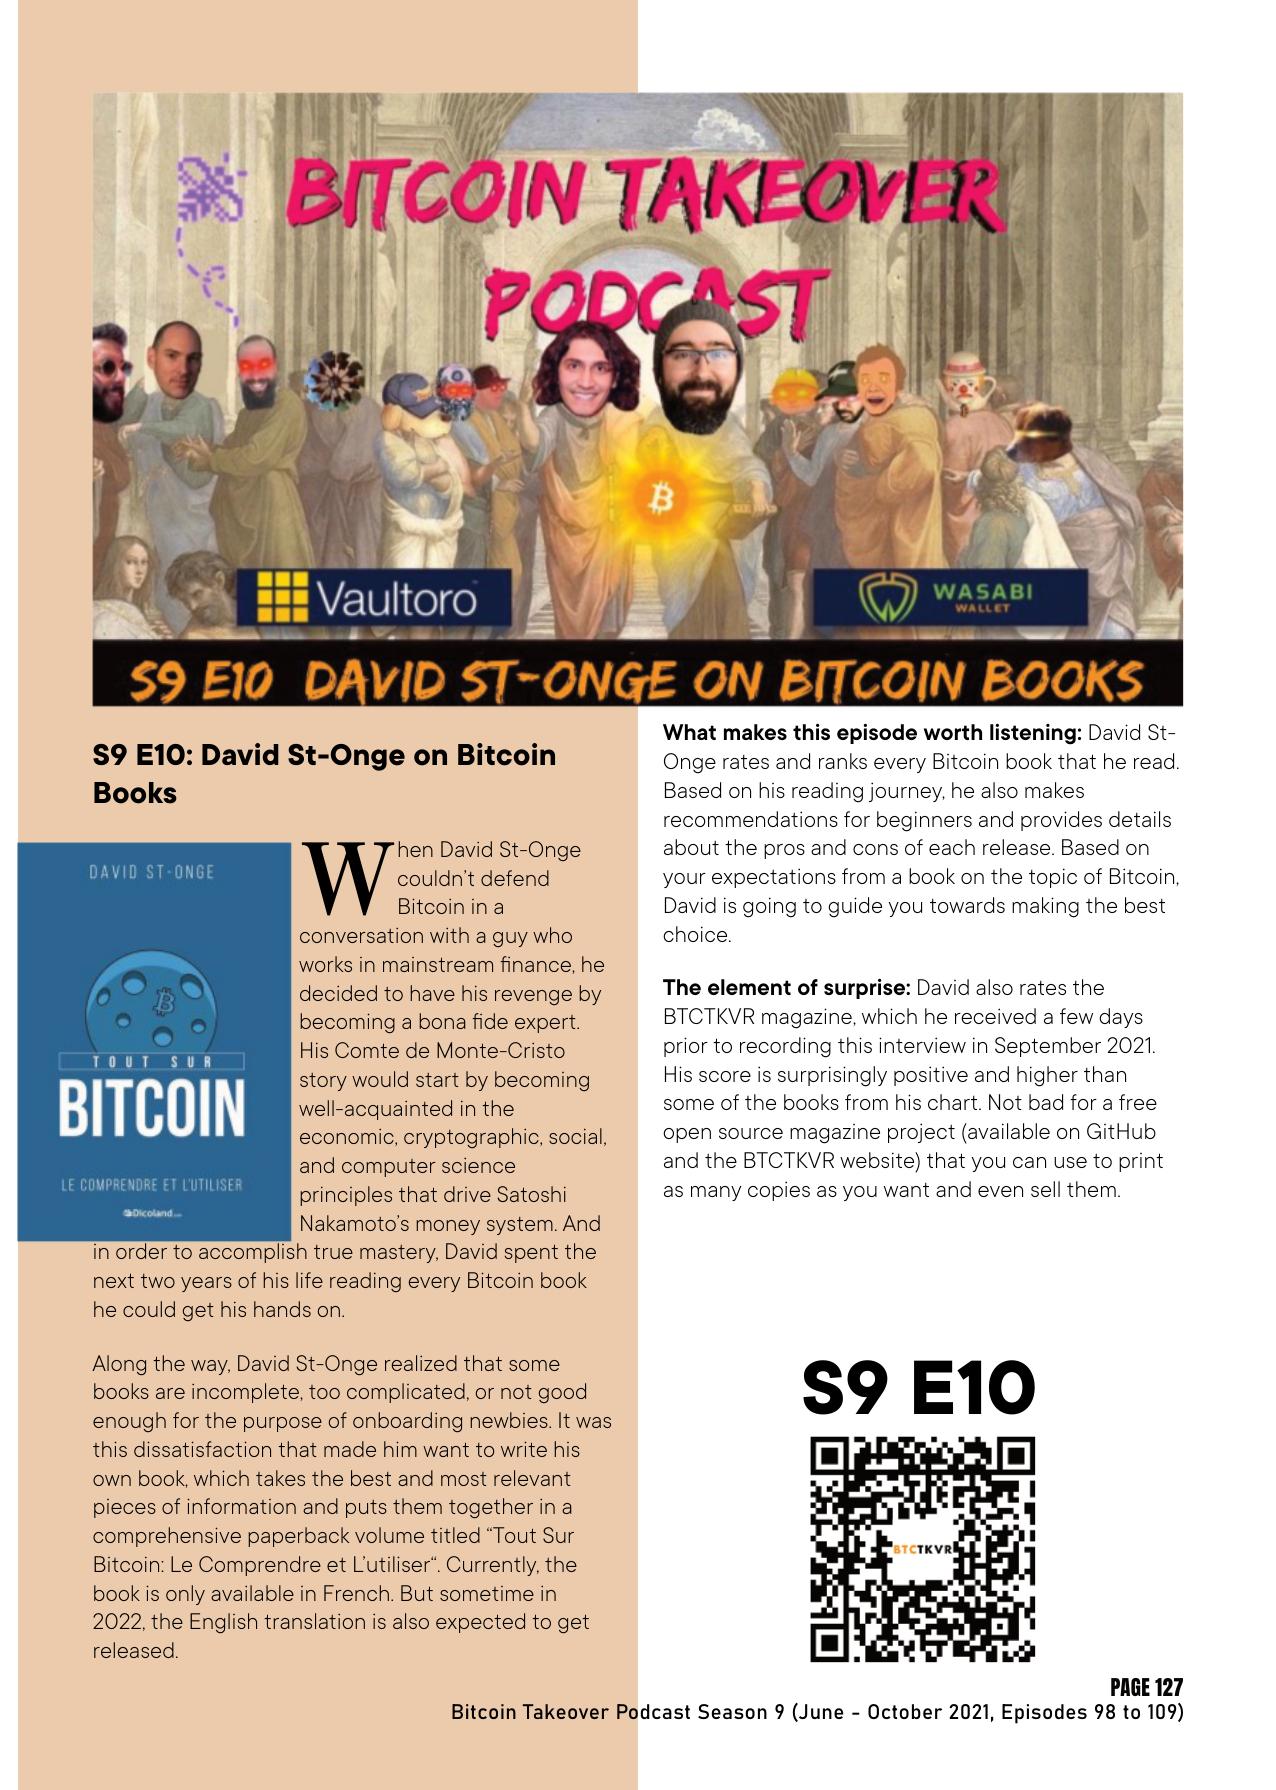 BITCOIN TAKEOVER
PODCAST
Vaultoro
WASABI
WALLET
S9 E10 DAVID ST-ONGE ON BITCOIN BOOKS
S9 E10: David St-Onge on Bitcoin
Books
DAVID ST-ONGE
TOUT SUR
BITCOIN
LE COMPRENDRE ET L'UTILISER
Dicoland
When David St-Onge
couldn't defend
Bitcoin in a
conversation with a guy who
works in mainstream finance, he
decided to have his revenge by
becoming a bona fide expert.
His Comte de Monte-Cristo
story would start by becoming
well-acquainted in the
economic, cryptographic, social,
and computer science
principles that drive Satoshi
Nakamoto's money system. And
in order to accomplish true mastery, David spent the
next two years of his life reading every Bitcoin book
he could get his hands on.
Along the way, David St-Onge realized that some
books are incomplete, too complicated, or not good
enough for the purpose of onboarding newbies. It was
this dissatisfaction that made him want to write his
own book, which takes the best and most relevant
pieces of information and puts them together in a
comprehensive paperback volume titled “Tout Sur
Bitcoin: Le Comprendre et L'utiliser“. Currently, the
book is only available in French. But sometime in
2022, the English translation is also expected to get
released.
What makes this episode worth listening: David St-
Onge rates and ranks every Bitcoin book that he read.
Based on his reading journey, he also makes
recommendations for beginners and provides details
about the pros and cons of each release. Based on
your expectations from a book on the topic of Bitcoin,
David is going to guide you towards making the best
choice.
The element of surprise: David also rates the
BTCTKVR magazine, which he received a few days
prior to recording this interview in September 2021.
His score is surprisingly positive and higher than
some of the books from his chart. Not bad for a free
open source magazine project (available on GitHub
and the BTCTKVR website) that you can use to print
as many copies as you want and even sell them.
S9 E10
BTCTKVR
PAGE 127
Bitcoin Takeover Podcast Season 9 (June - October 2021, Episodes 98 to 109)